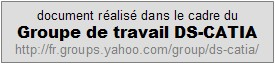 document réalisé dans le cadre du
Groupe de travail DS-CATIA
http://fr.groups.yahoo.com/group/ds-catia/